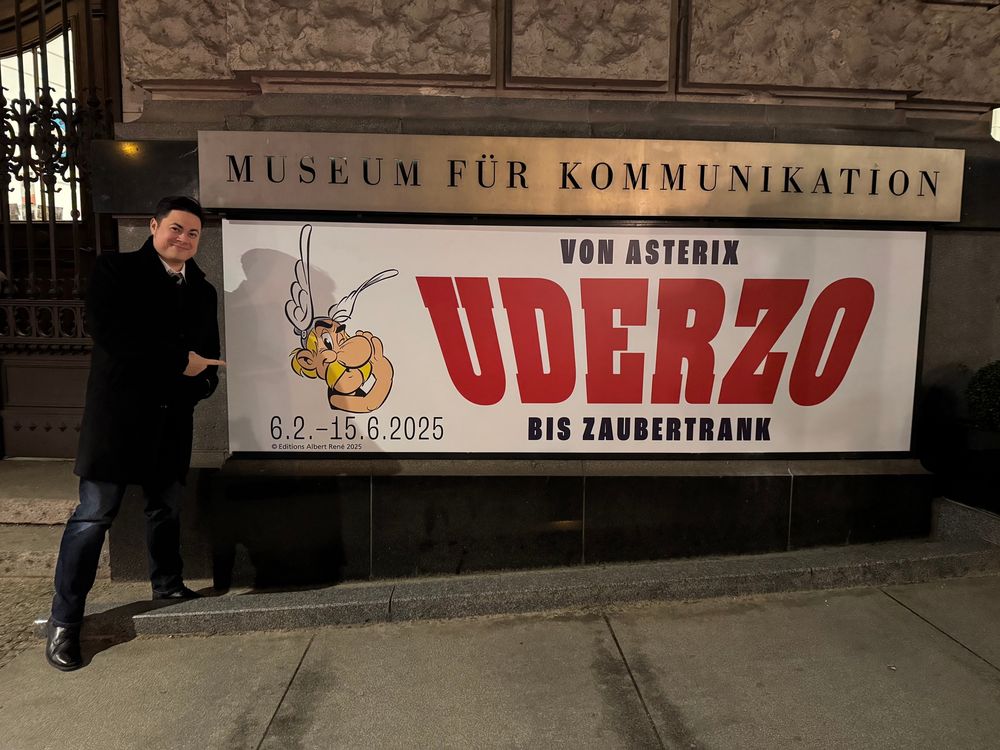 MUSEUM FÜR KOMMUNIKATION
VON ASTERIX
UDERZO
BIS ZAUBERTRANK
6.2.–15.6.2025
© Editions Albert René 2025